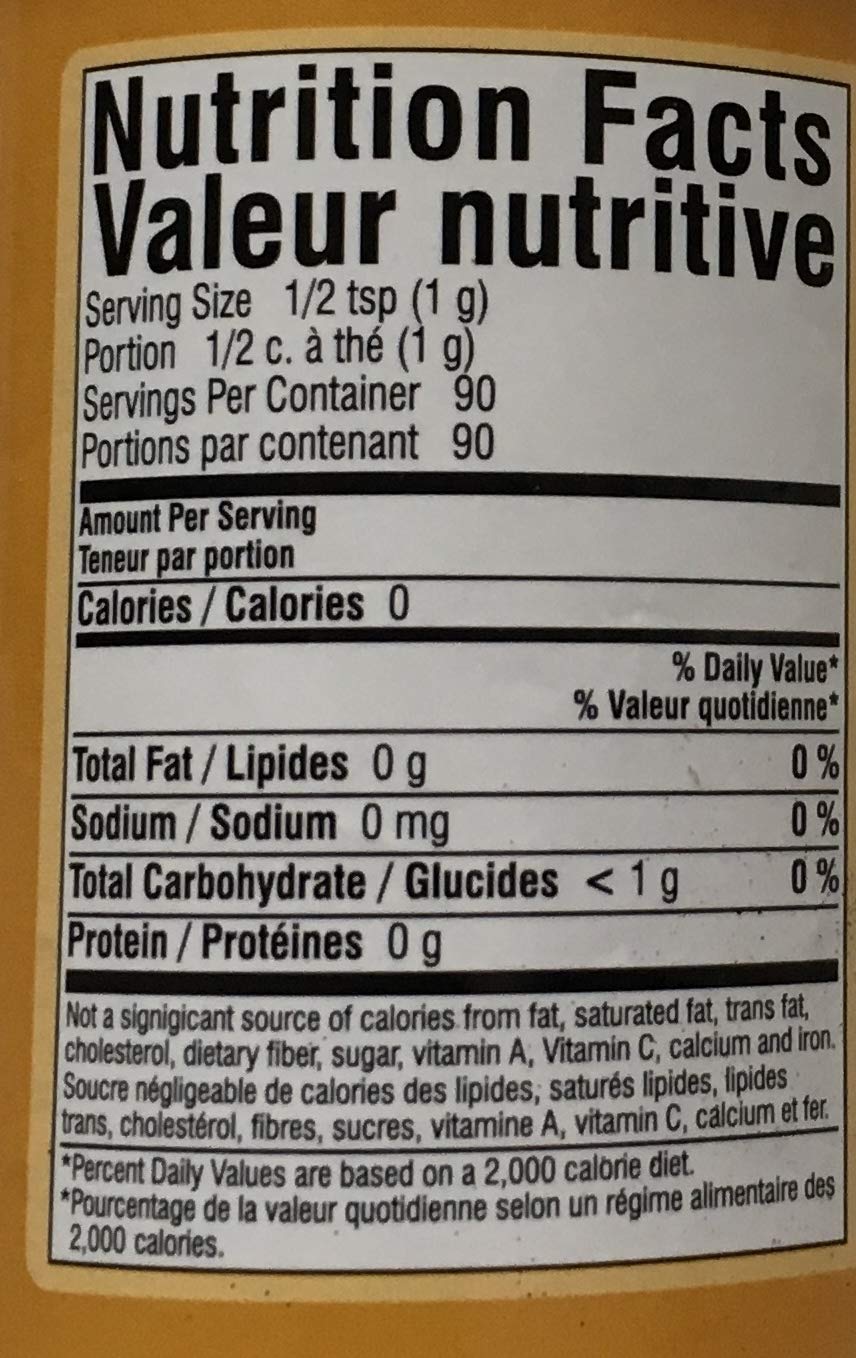 Nutrition Facts
Valeur nutritive
Serving Size 1/2 tsp (1 g)
Portion 1/2 c. à thé (1 g)
Servings Per Container 90
Portions par contenant 90
Amount Per Serving
Teneur par portion
Calories / Calories 0
% Daily Value*
% Valeur quotidienne*
Total Fat / Lipides 0 g 0 %
Sodium / Sodium 0 mg 0 %
Total Carbohydrate / Glucides < 1 g 0 %
Protein / Protéines 0 g
Not a signigicant source of calories from fat, saturated fat, trans fat,
cholesterol, dietary fiber, sugar, vitamin A, Vitamin C, calcium and iron.
Soucre négligeable de calories des lipides, saturés lipides, lipides
trans, cholestérol, fibres, sucres, vitamine A, vitamin C, calcium et fer.
*Percent Daily Values are based on a 2,000 calorie diet.
*Pourcentage de la valeur quotidienne selon un régime alimentaire des
2,000 calories.